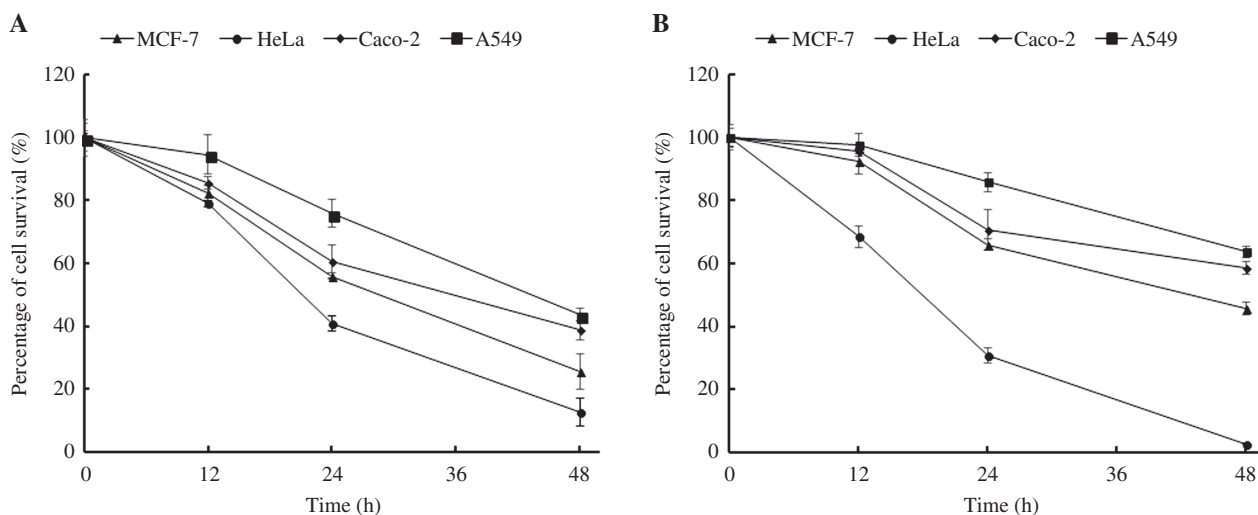 A
MCF-7 HeLa Caco-2 A549
120
100
80
60
40
20
0
0 12 24 36 48
Percentage of cell survival (%)
Time (h)
B
MCF-7 HeLa Caco-2 A549
120
100
80
60
40
20
0
0 12 24 36 48
Percentage of cell survival (%)
Time (h)